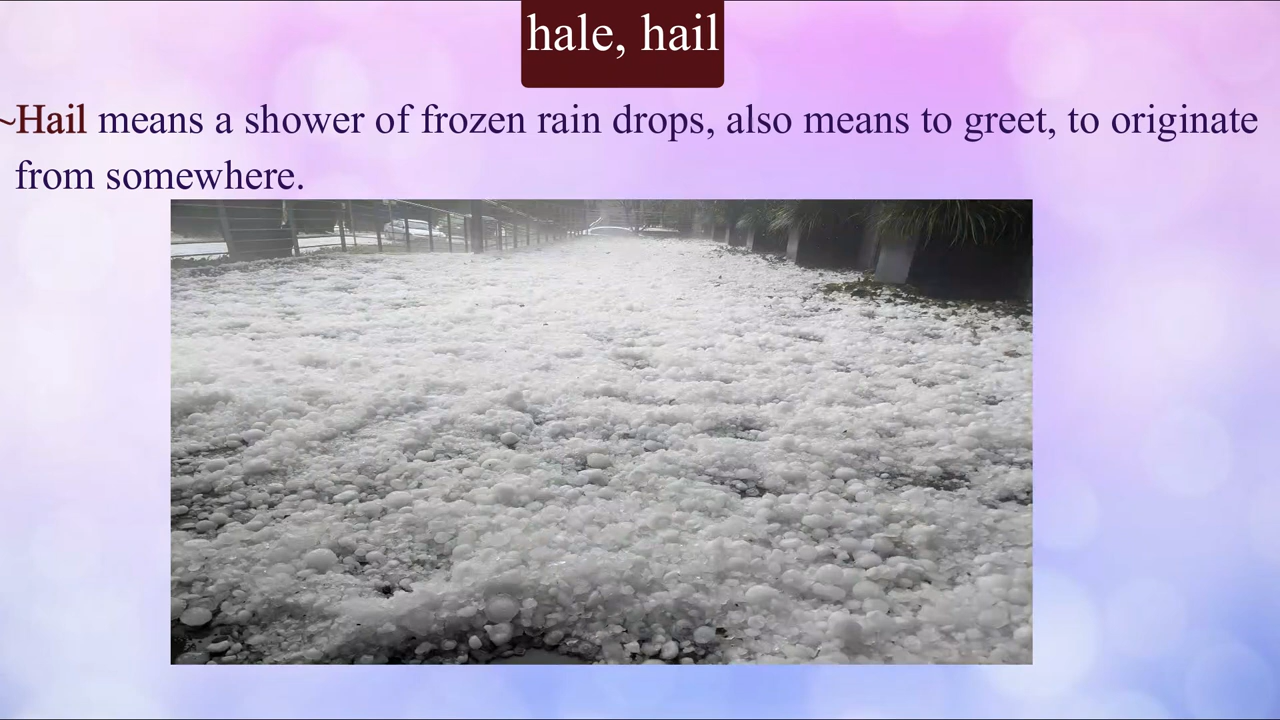 hale, hail
~Hail means a shower of frozen rain drops, also means to greet, to originate
from somewhere.